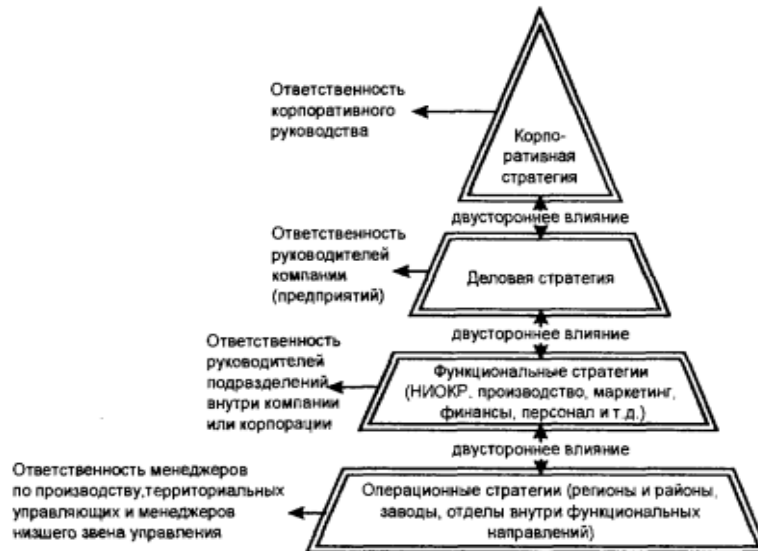 Ответственность
корпоративного
руководства
Корпо-
ративная
стратегия
двустороннее влияние
Ответственность
руководителей
компании
(предприятий)
Деловая стратегия
двустороннее влияние
Ответственность
руководителей
подразделений
внутри компании
или корпорации
Функциональные стратегии
(НИОКР, производство, маркетинг,
финансы, персонал и т.д.)
двустороннее влияние
Ответственность менеджеров
по производству,территориальных
управляющих и менеджеров
низшего звена управления
Операционные стратегии (регионы и районы,
заводы, отделы внутри функциональных
направлений)